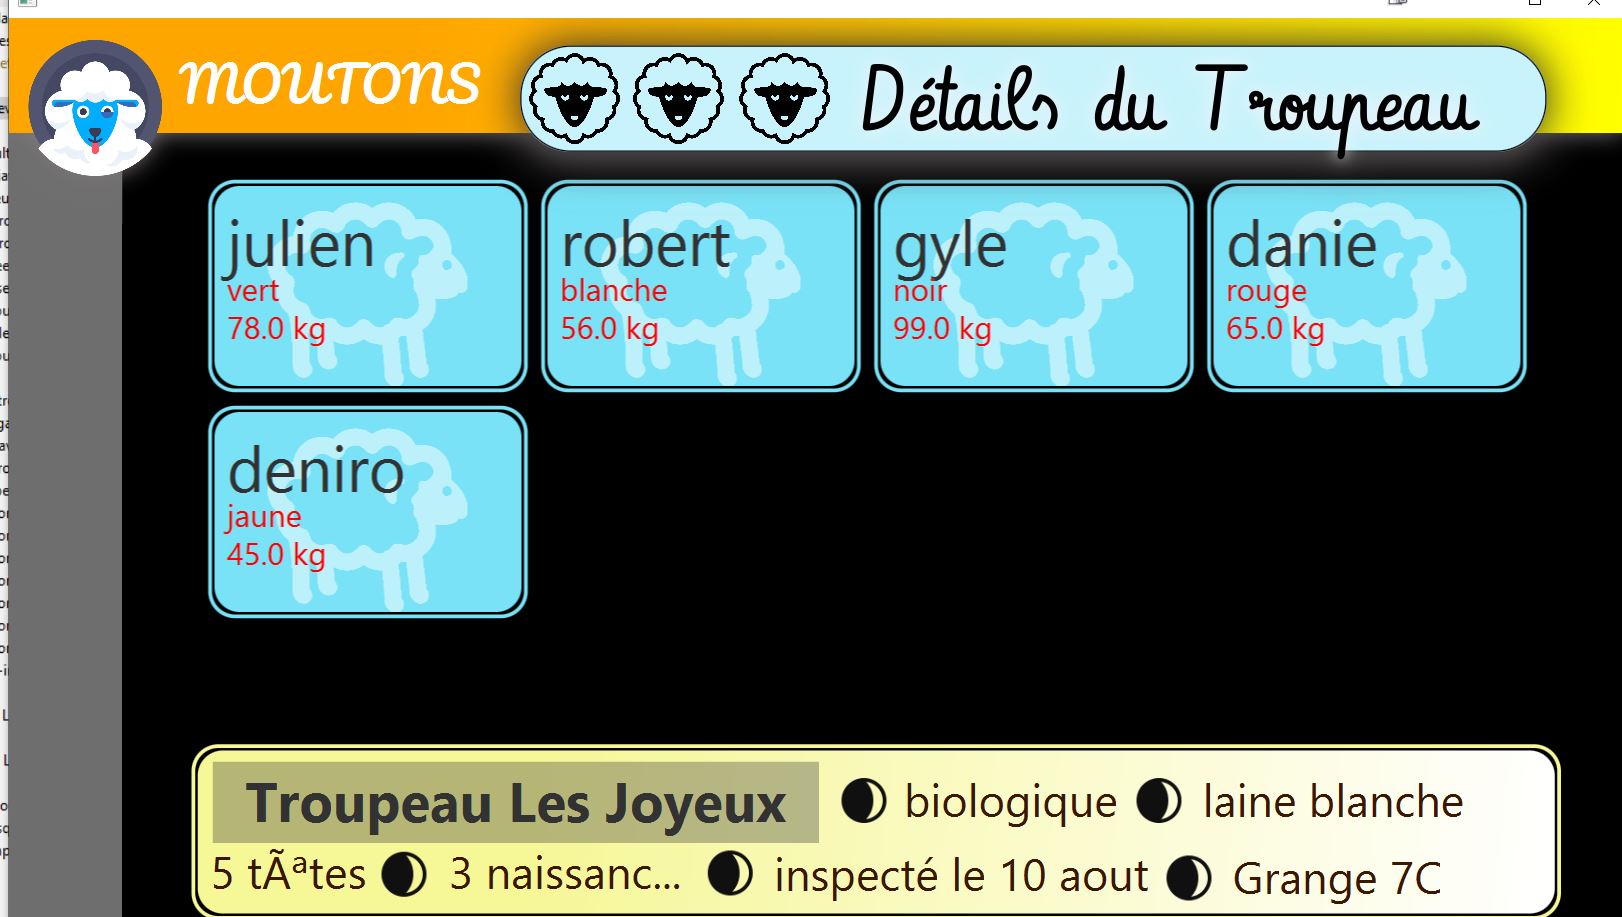 moutons
Détails du Troupeau
julien
vert
78.0 kg
robert
blanche
56.0 kg
gyle
noir
99.0 kg
danie
rouge
65.0 kg
deniro
jaune
45.0 kg
Troupeau Les Joyeux
biologique
laine blanche
5 tÃªtes
3 naissanc...
inspecté le 10 aout
Grange 7C